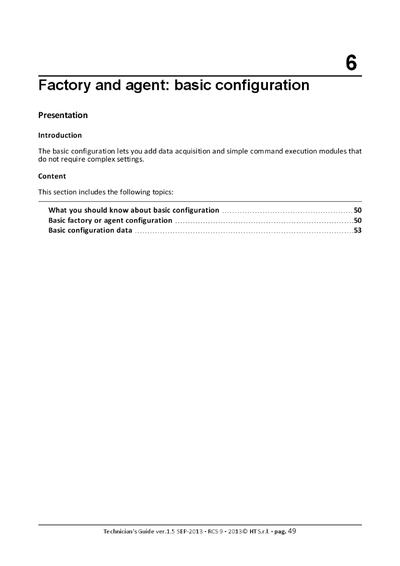 6
Factory and agent: basic configuration
Presentation
Introduction
The basic configuration lets you add data acquisition and simple command execution modules that
do not require complex settings.
Content
This section includes the following topics:
What you should know about basic configuration ........................................................50
Basic factory or agent configuration ........................................................................50
Basic configuration data ......................................................................................53
Technician's Guide ver.1.5 SEP-2013 - RCS 9 - 2013© HT S.r.l. - pag. 49